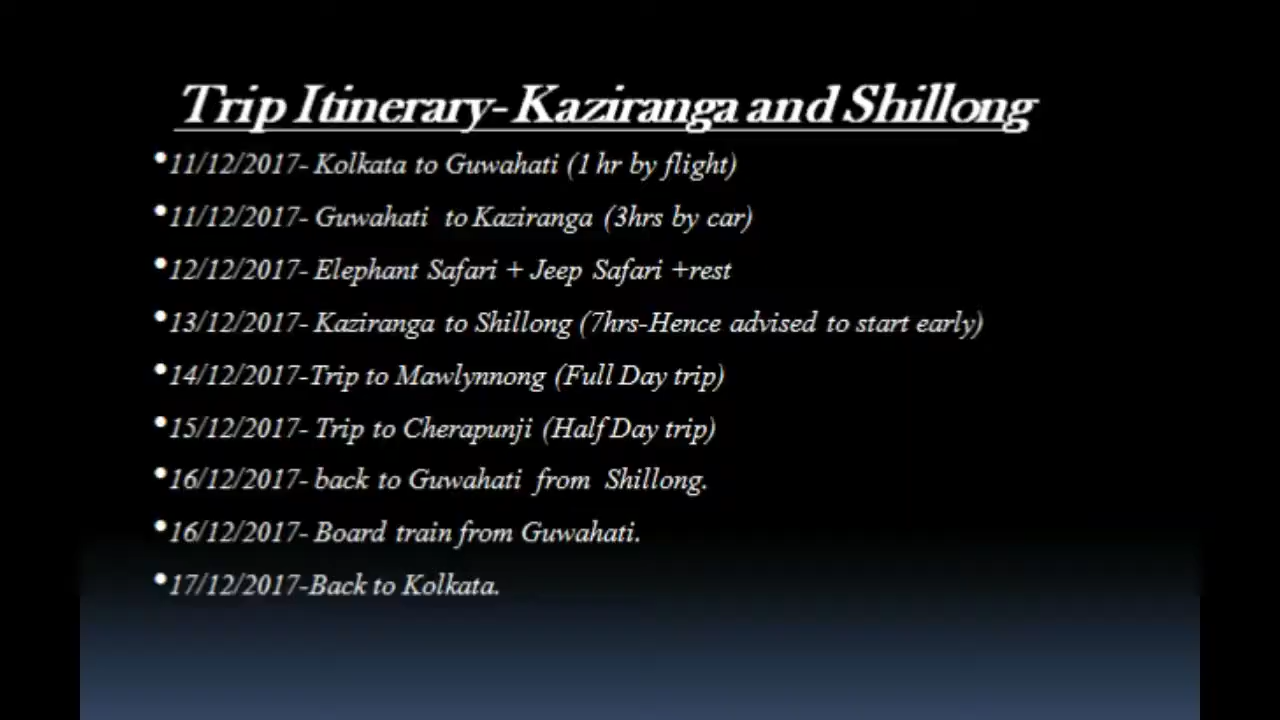 Trip Itinerary- Kaziranga and Shillong
•11/12/2017- Kolkata to Guwahati (1 hr by flight)
•11/12/2017- Guwahati to Kaziranga (3hrs by car)
•12/12/2017- Elephant Safari + Jeep Safari +rest
•13/12/2017- Kaziranga to Shillong (7hrs-Hence advised to start early)
•14/12/2017-Trip to Mawlynnong (Full Day trip)
•15/12/2017- Trip to Cherapunji (Half Day trip)
•16/12/2017- back to Guwahati from Shillong.
•16/12/2017- Board train from Guwahati.
•17/12/2017-Back to Kolkata.